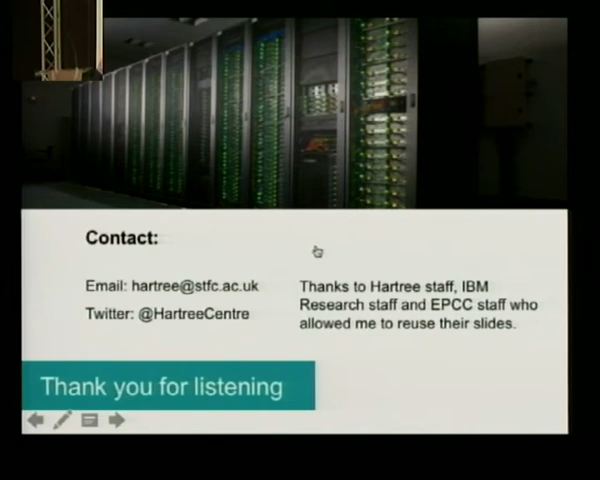 Contact:
Email: hartree@stfc.ac.uk
Twitter: @HartreeCentre
Thanks to Hartree staff, IBM
Research staff and EPCC staff who
allowed me to reuse their slides.
Thank you for listening